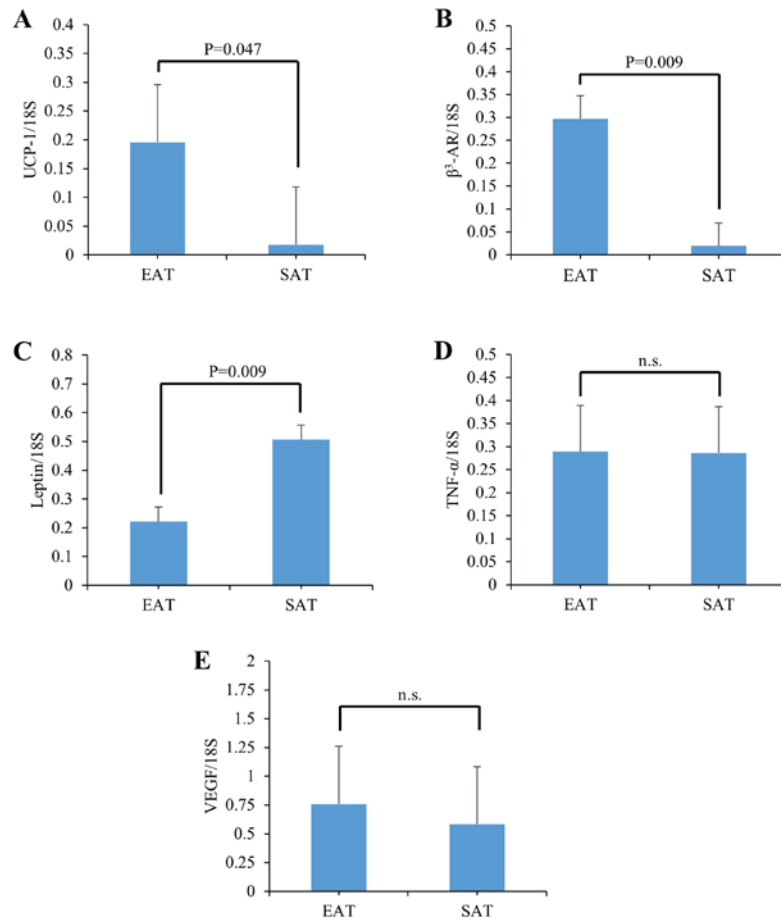 A
P=0.047
UCP-1/18S
0.4
0.35
0.3
0.25
0.2
0.15
0.1
0.05
0
EAT
SAT
B
P=0.009
β³-AR/18S
0.5
0.45
0.4
0.35
0.3
0.25
0.2
0.15
0.1
0.05
0
EAT
SAT
C
P=0.009
Leptin/18S
0.8
0.7
0.6
0.5
0.4
0.3
0.2
0.1
0
EAT
SAT
D
n.s.
TNF-α/18S
0.5
0.45
0.4
0.35
0.3
0.25
0.2
0.15
0.1
0.05
0
EAT
SAT
E
n.s.
VEGF/18S
2
1.75
1.5
1.25
1
0.75
0.5
0.25
0
EAT
SAT